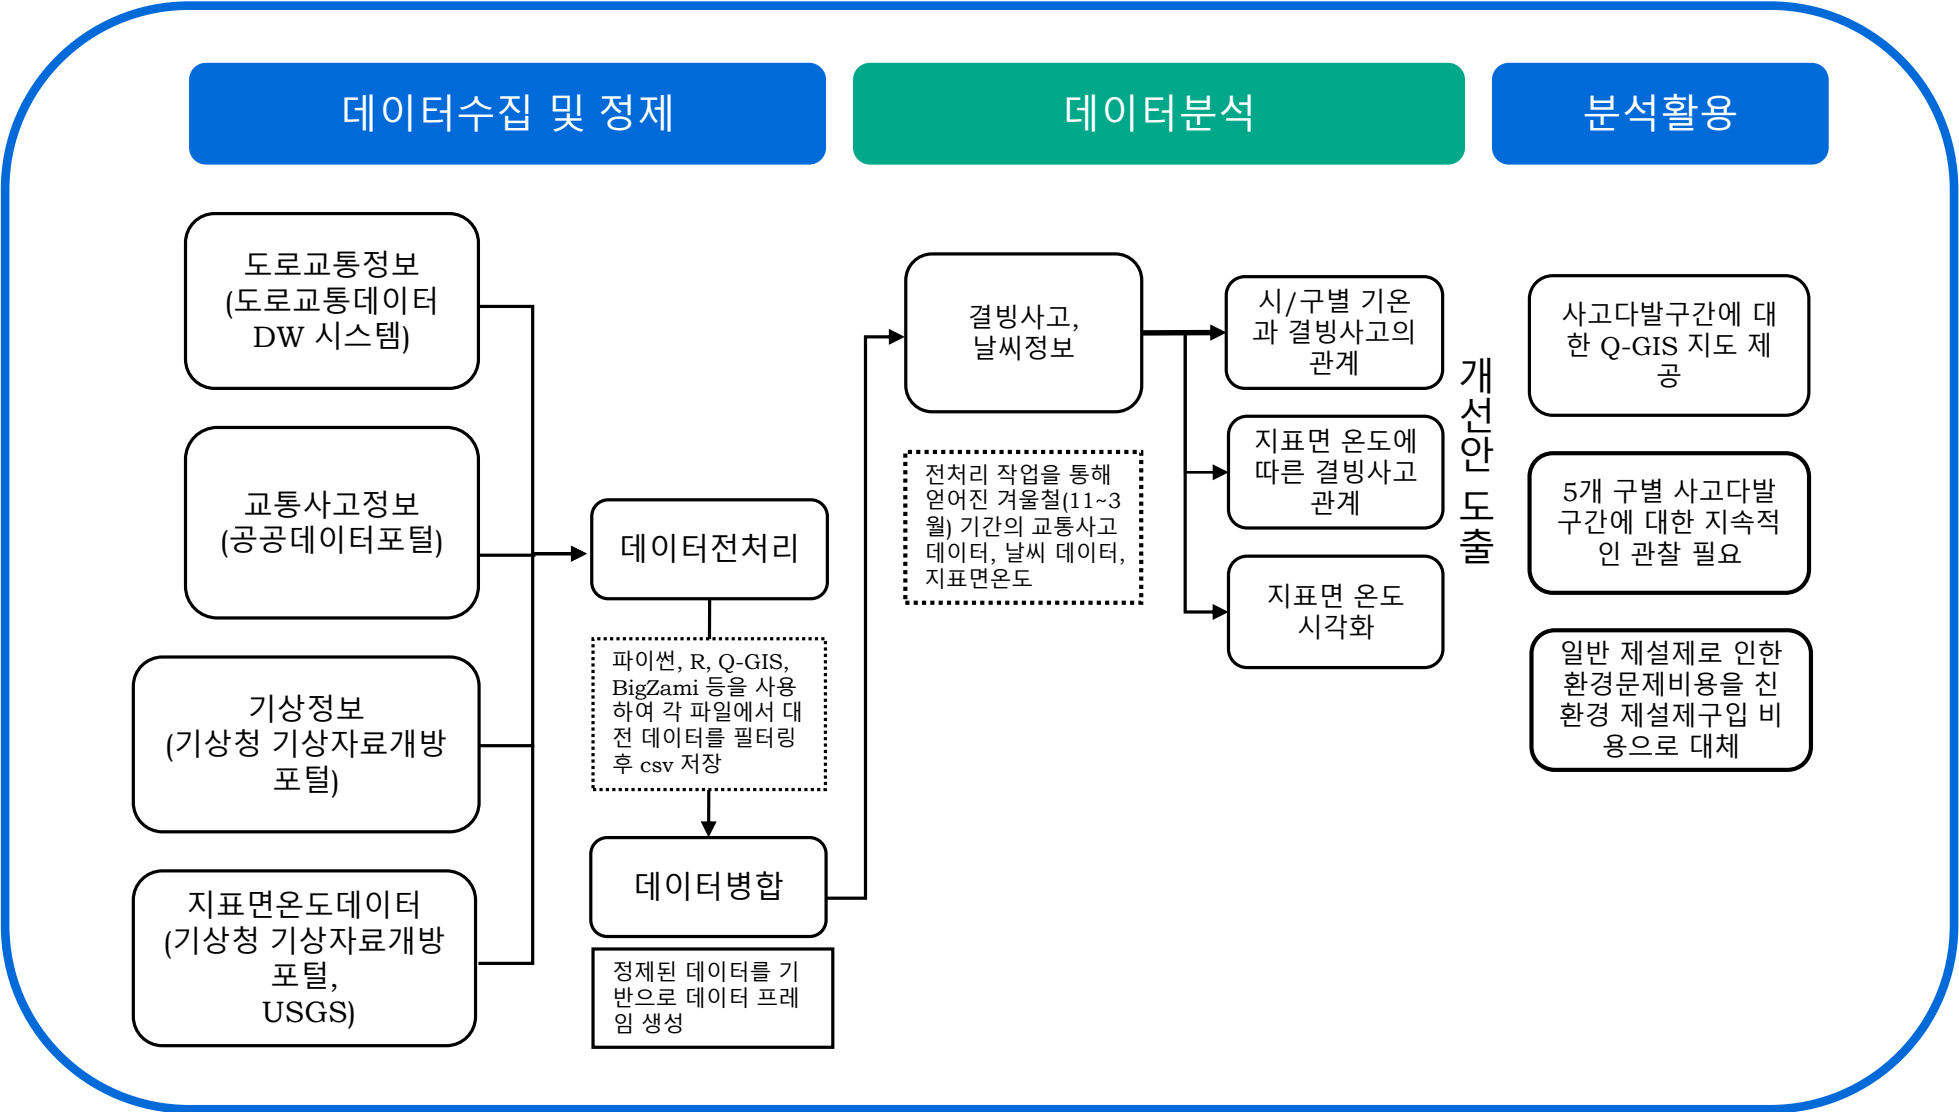 데이터수집 및 정제
데이터분석
분석활용
도로교통정보
(도로교통데이터
DW 시스템)
교통사고정보
(공공데이터포털)
기상정보
(기상청 기상자료개방
포털)
지표면온도데이터
(기상청 기상자료개방
포털,
USGS)
데이터전처리
파이썬, R, Q-GIS,
BigZami 등을 사용
하여 각 파일에서 대
전 데이터를 필터링
후 csv 저장
데이터병합
정제된 데이터를 기
반으로 데이터 프레
임 생성
결빙사고,
날씨정보
전처리 작업을 통해
얻어진 겨울철(11~3
월) 기간의 교통사고
데이터, 날씨 데이터,
지표면온도
시/구별 기온
과 결빙사고의
관계
지표면 온도에
따른 결빙사고
관계
지표면 온도
시각화
개선안 도출
사고다발구간에 대
한 Q-GIS 지도 제
공
5개 구별 사고다발
구간에 대한 지속적
인 관찰 필요
일반 제설제로 인한
환경문제비용을 친
환경 제설제구입 비
용으로 대체